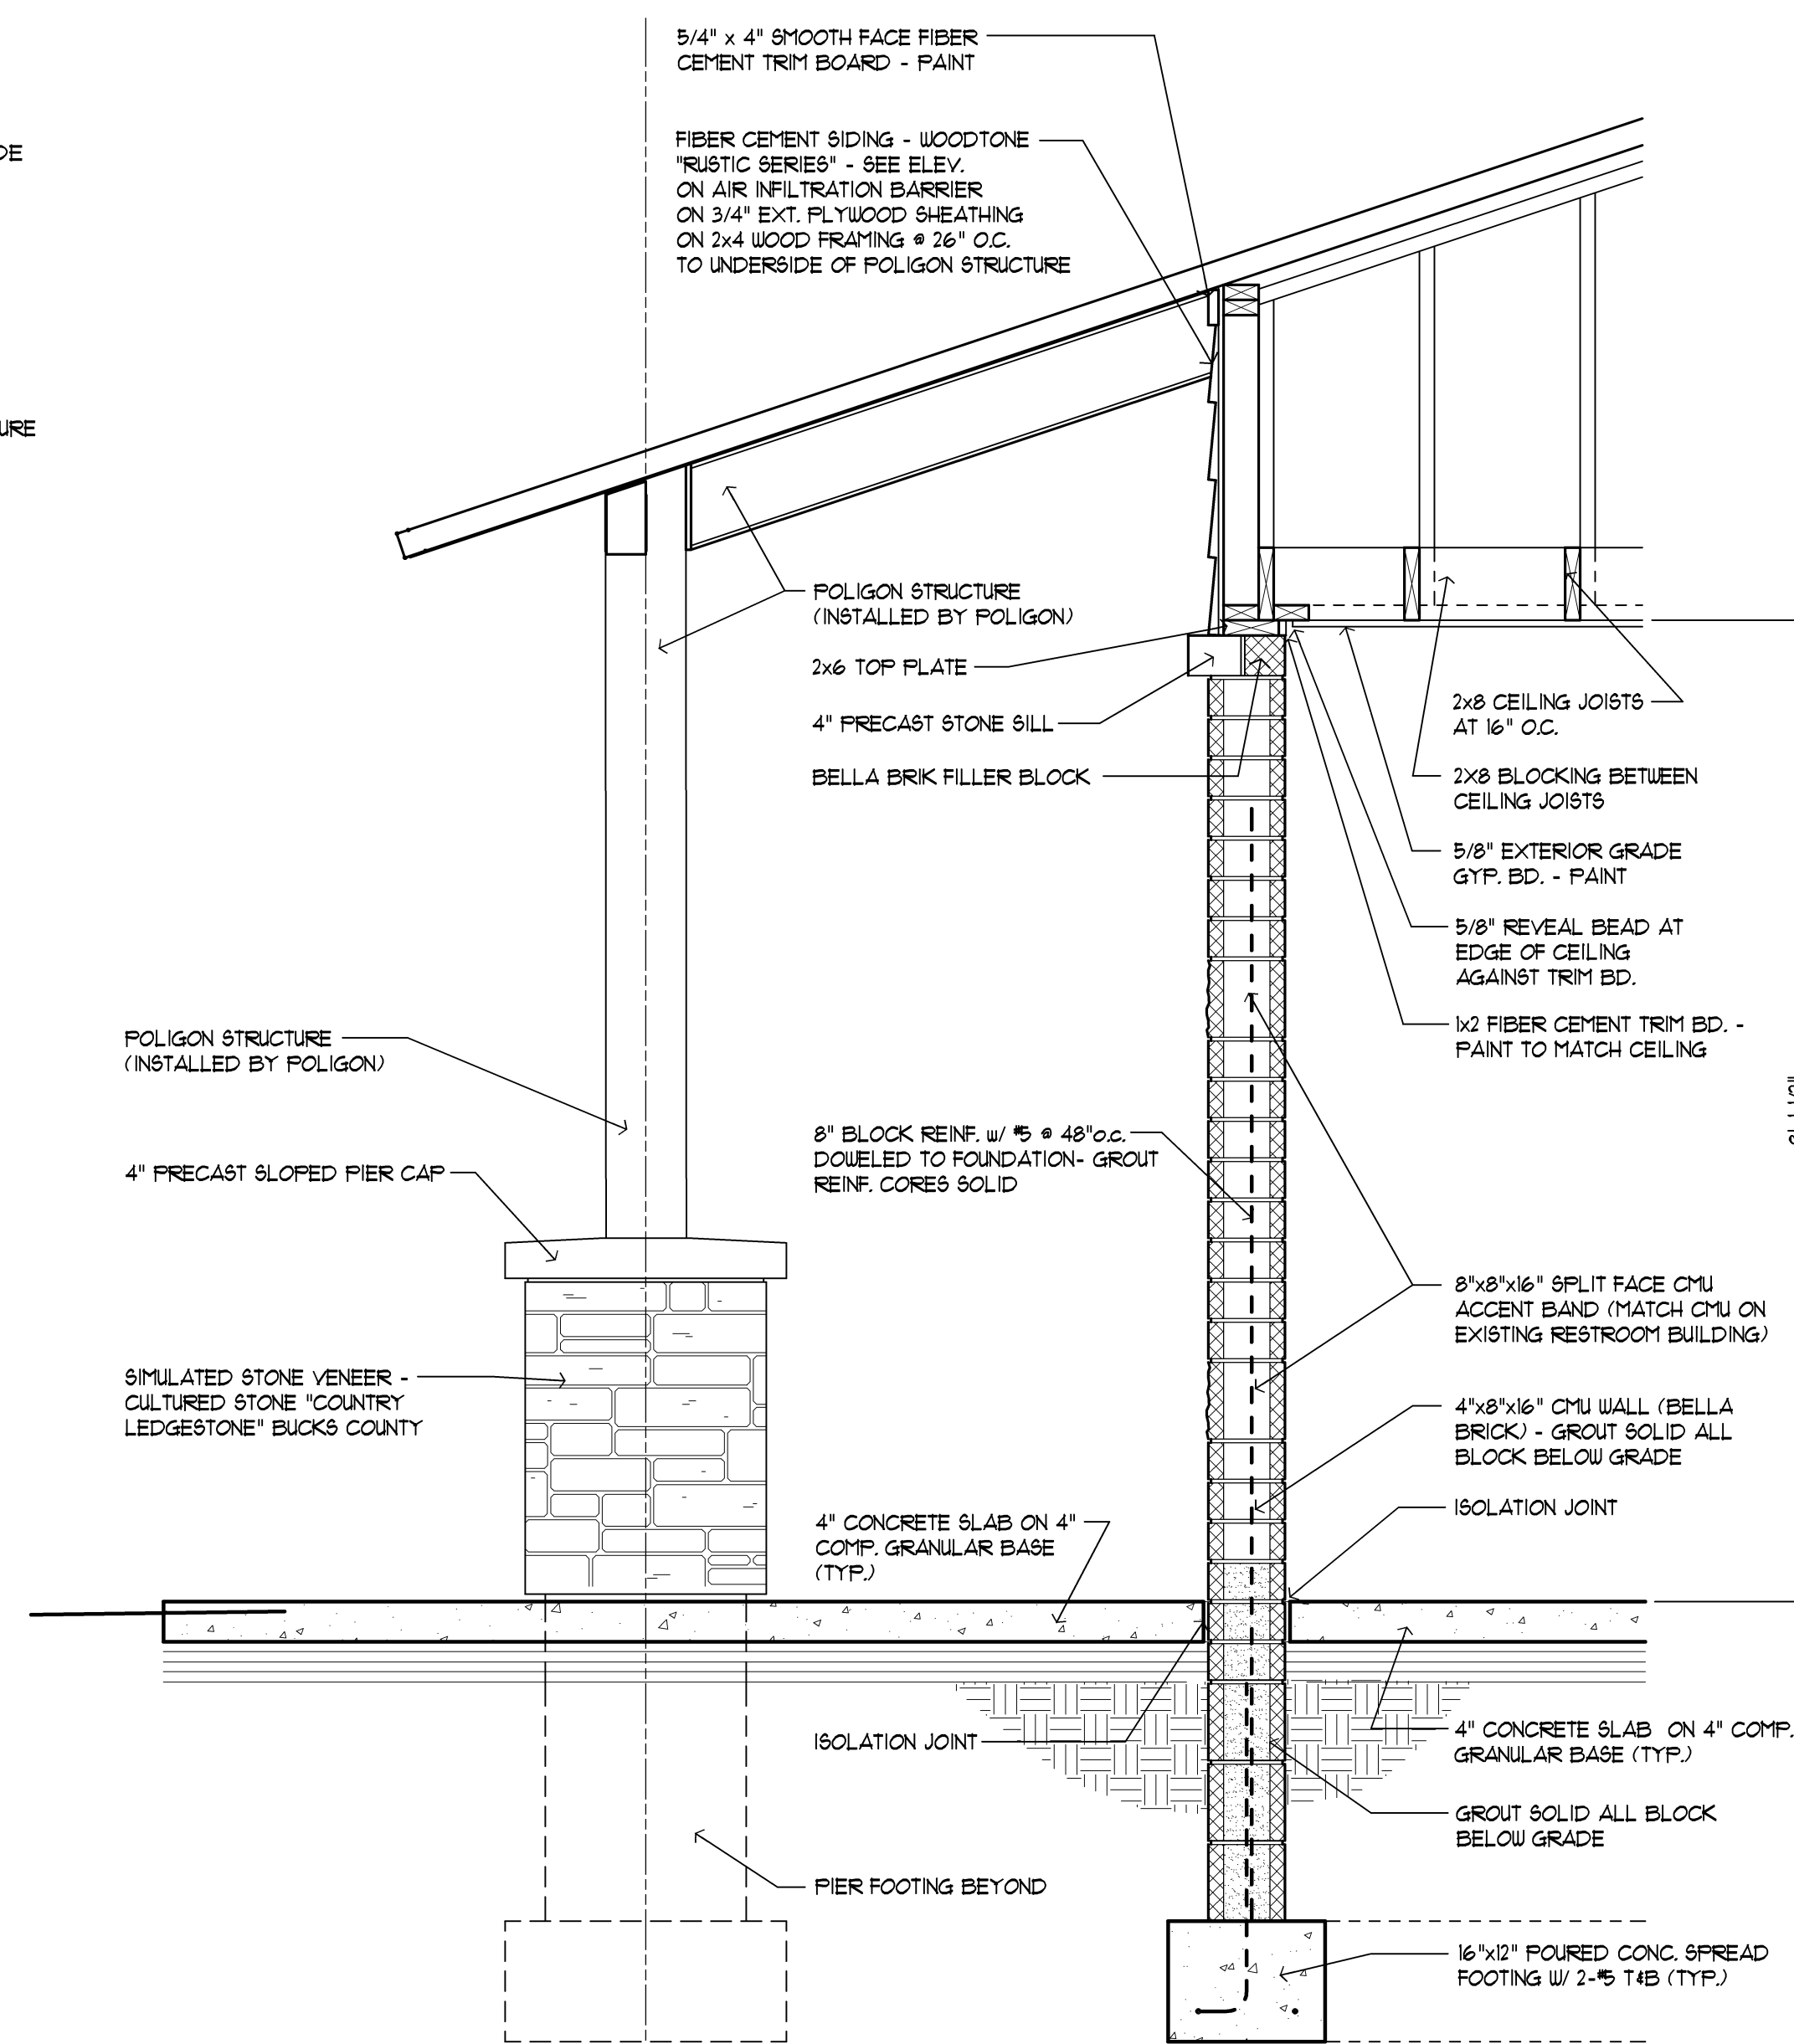 5/4" x 4" SMOOTH FACE FIBER
CEMENT TRIM BOARD - PAINT
FIBER CEMENT SIDING - WOODTONE
"RUSTIC SERIES" - SEE ELEV.
ON AIR INFILTRATION BARRIER
ON 3/4" EXT. PLYWOOD SHEATHING
ON 2x4 WOOD FRAMING @ 26" O.C.
TO UNDERSIDE OF POLIGON STRUCTURE
POLIGON STRUCTURE
(INSTALLED BY POLIGON)
2x6 TOP PLATE
4" PRECAST STONE SILL
BELLA BRIK FILLER BLOCK
2x8 CEILING JOISTS
AT 16" O.C.
2X8 BLOCKING BETWEEN
CEILING JOISTS
5/8" EXTERIOR GRADE
GYP. BD. - PAINT
5/8" REVEAL BEAD AT
EDGE OF CEILING
AGAINST TRIM BD.
1x2 FIBER CEMENT TRIM BD. -
PAINT TO MATCH CEILING
POLIGON STRUCTURE
(INSTALLED BY POLIGON)
4" PRECAST SLOPED PIER CAP
8" BLOCK REINF. w/ #5 @ 48"o.c.
DOWELED TO FOUNDATION- GROUT
REINF. CORES SOLID
8"x8"x16" SPLIT FACE CMU
ACCENT BAND (MATCH CMU ON
EXISTING RESTROOM BUILDING)
SIMULATED STONE VENEER -
CULTURED STONE "COUNTRY
LEDGESTONE" BUCKS COUNTY
4"x8"x16" CMU WALL (BELLA
BRICK) - GROUT SOLID ALL
BLOCK BELOW GRADE
ISOLATION JOINT
4" CONCRETE SLAB ON 4"
COMP. GRANULAR BASE
(TYP.)
ISOLATION JOINT
4" CONCRETE SLAB ON 4" COMP.
GRANULAR BASE (TYP.)
GROUT SOLID ALL BLOCK
BELOW GRADE
PIER FOOTING BEYOND
16"x12" POURED CONC. SPREAD
FOOTING W/ 2-#5 T&B (TYP.)